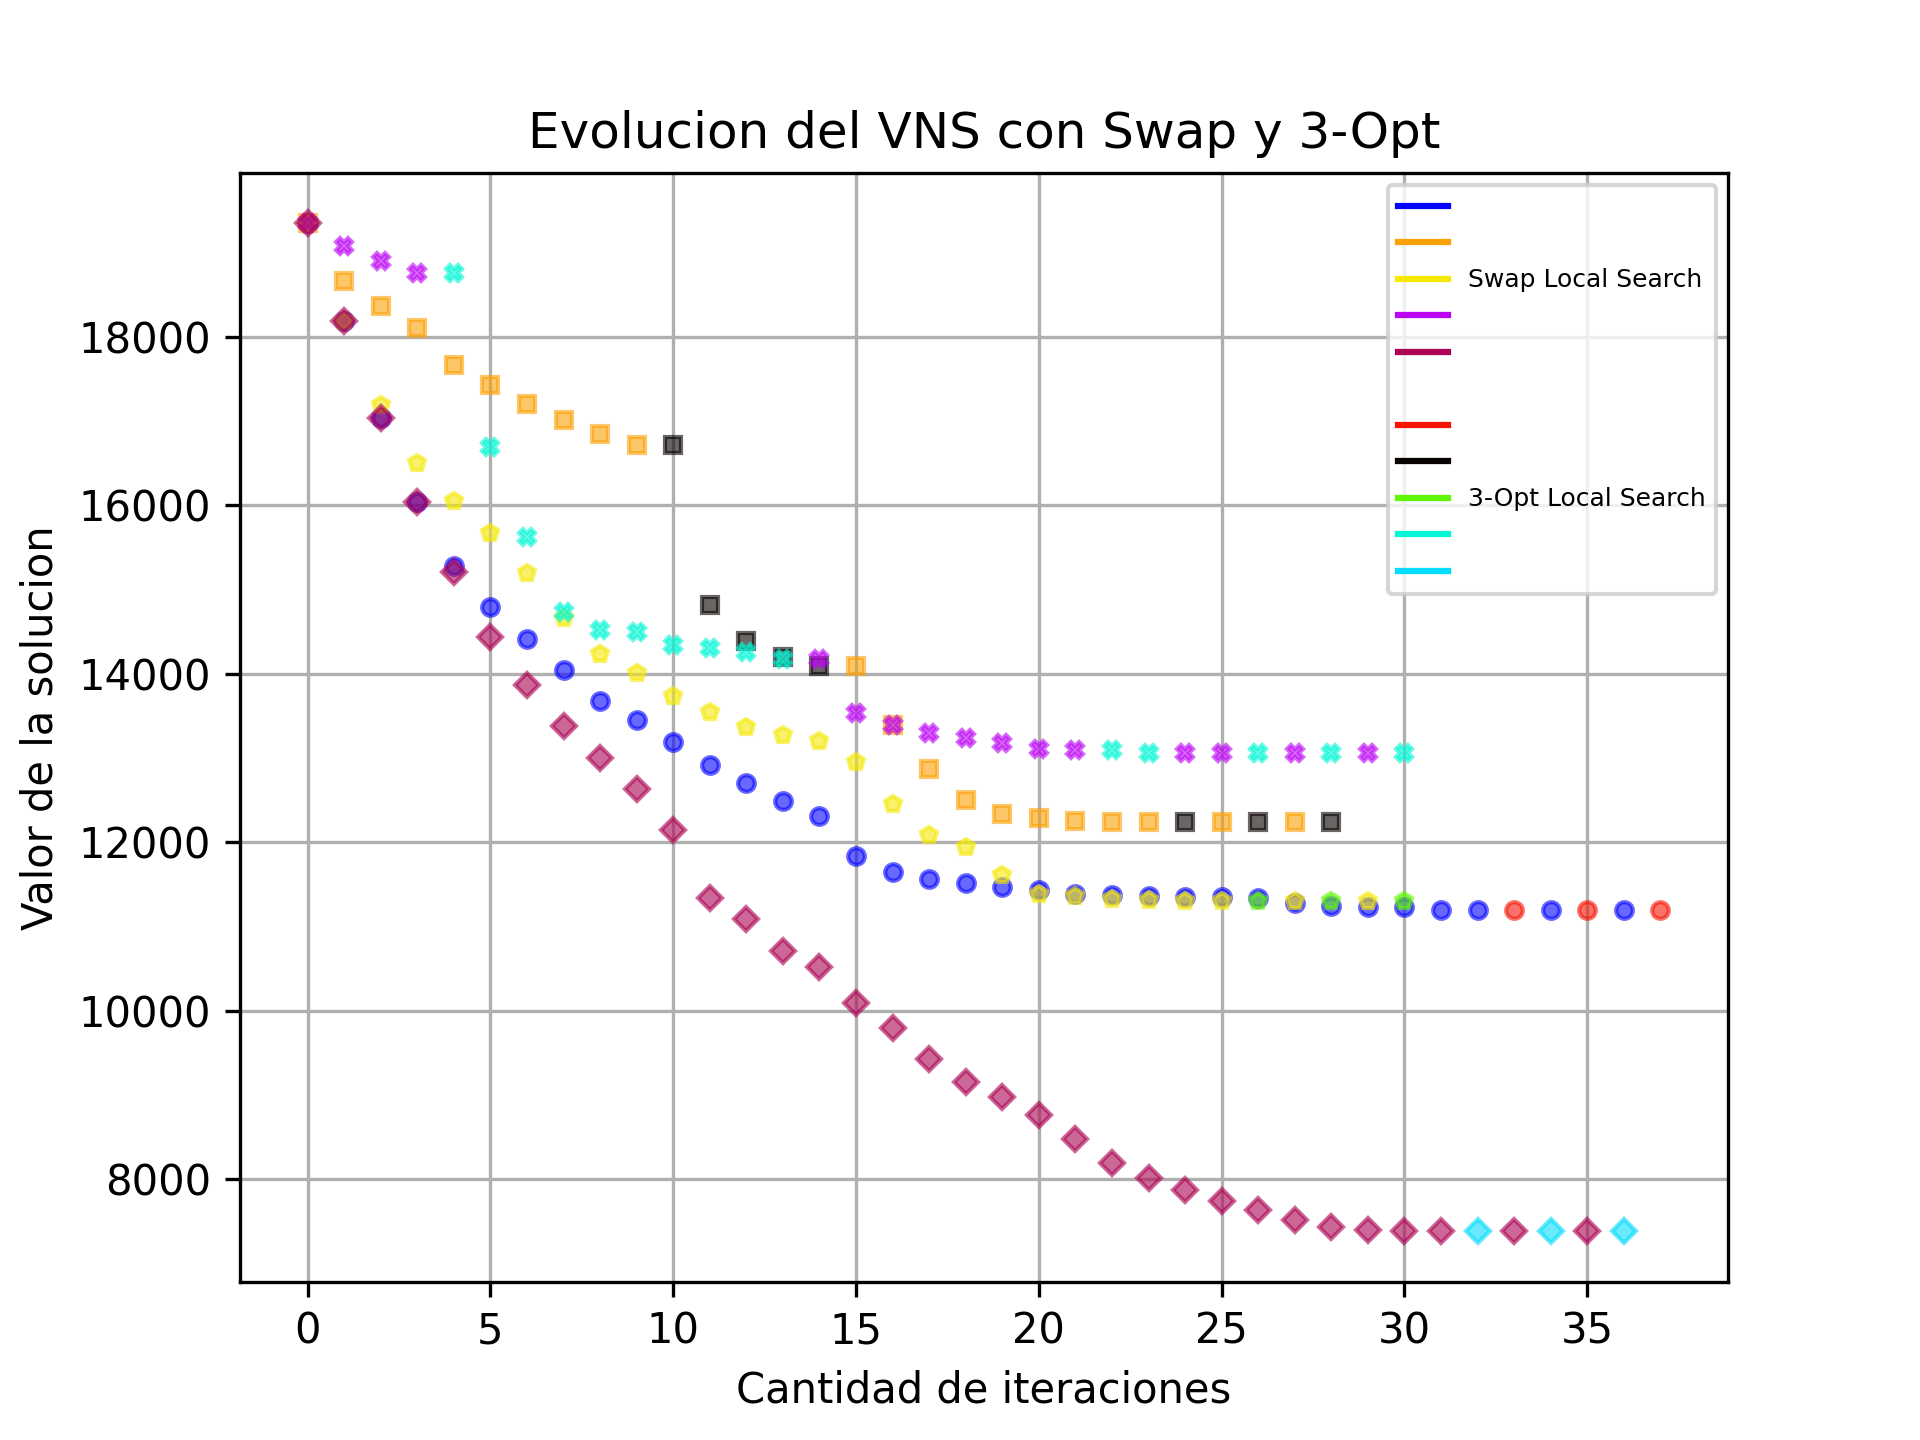 Evolucion del VNS con Swap y 3-Opt
Swap Local Search
3-Opt Local Search
18000
16000
14000
12000
10000
8000
Valor de la solucion
0 5 10 15 20 25 30 35
Cantidad de iteraciones